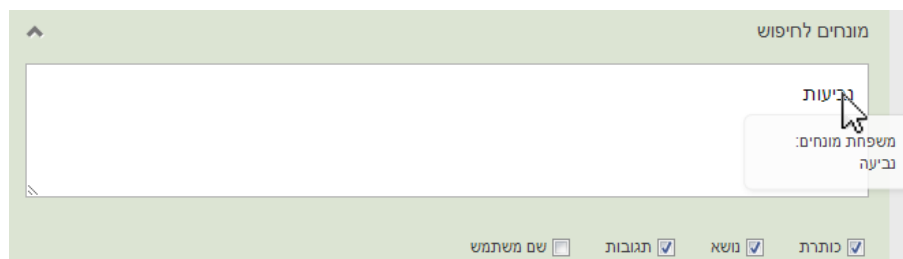 מונחים לחיפוש
נביעות
משפחת מונחים:
נביעה
כותרת נושא תגובות שם משתמש